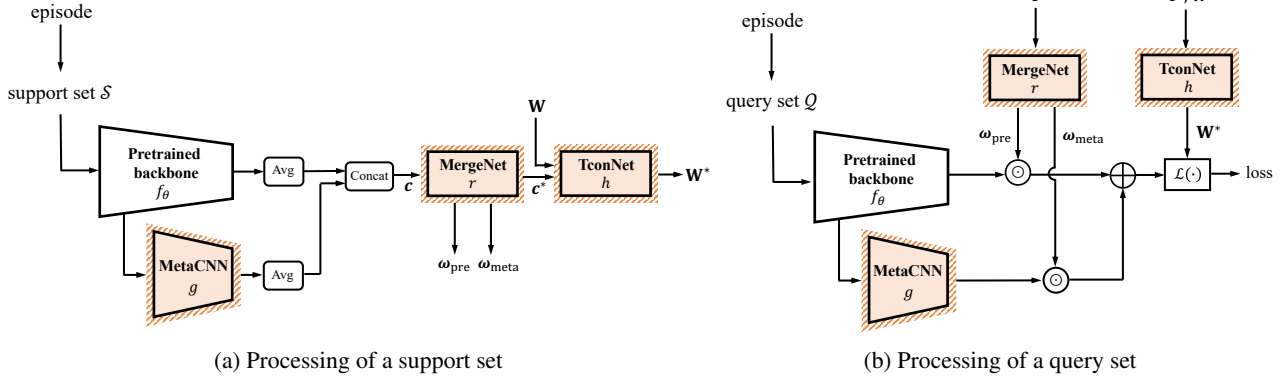 episode
support set 𝒮
Pretrained
backbone
f_θ
Avg
Concat
c
MetaCNN
g
Avg
MergeNet
r
ω_pre
ω_meta
W
c*
TconNet
h
W*
(a) Processing of a support set
episode
query set 𝒬
Pretrained
backbone
f_θ
MetaCNN
g
MergeNet
r
ω_pre
ω_meta
TconNet
h
W*
ℒ(·)
loss
(b) Processing of a query set